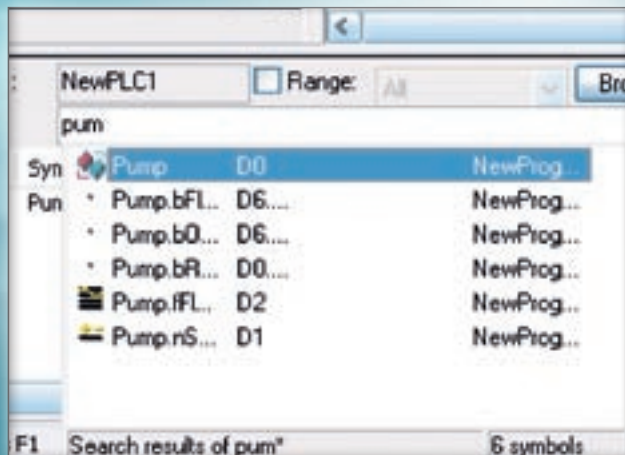 : NewPLC1 Range: All Bro
pum
Syn Pump D0 NewProg...
Pun Pump.bFl... D6.... NewProg...
Pump.bO... D6.... NewProg...
Pump.bR... D0.... NewProg...
Pump.fFL... D2 NewProg...
Pump.nS... D1 NewProg...
F1 Search results of pum* 6 symbols